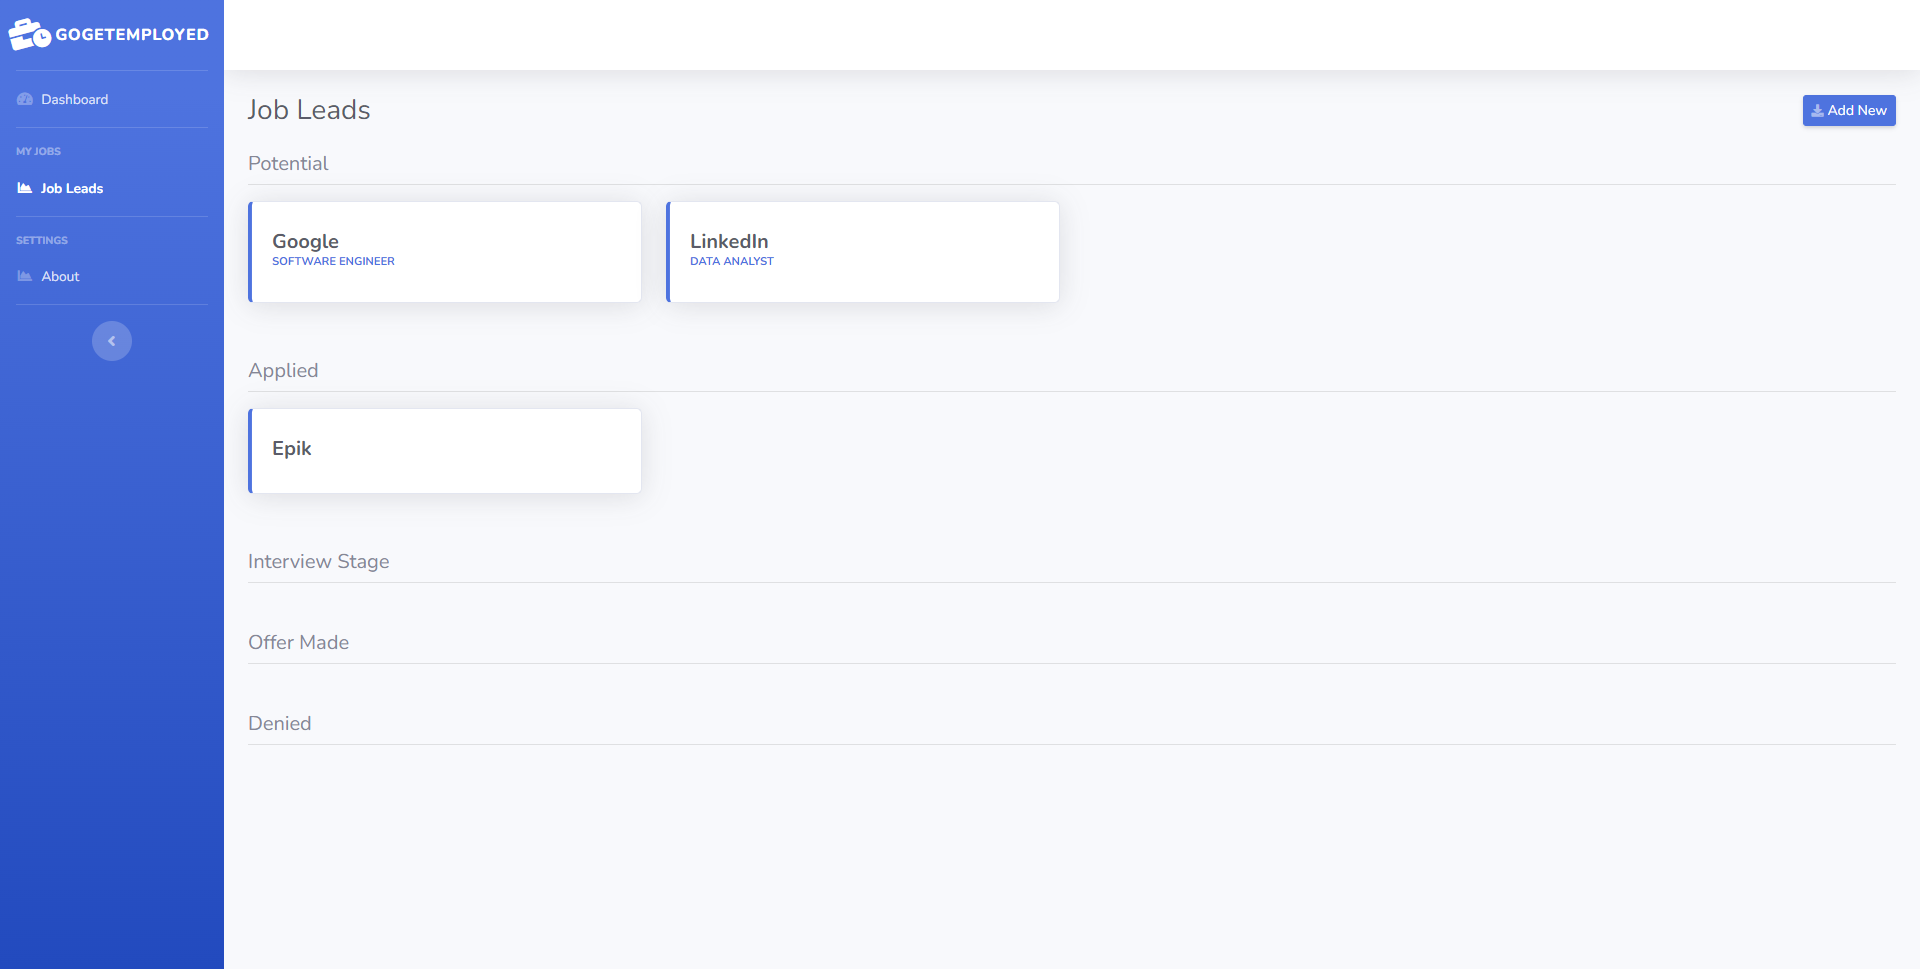 GOGETEMPLOYED
Dashboard
MY JOBS
Job Leads
SETTINGS
About
Job Leads
Add New
Potential
Google
SOFTWARE ENGINEER
LinkedIn
DATA ANALYST
Applied
Epik
Interview Stage
Offer Made
Denied